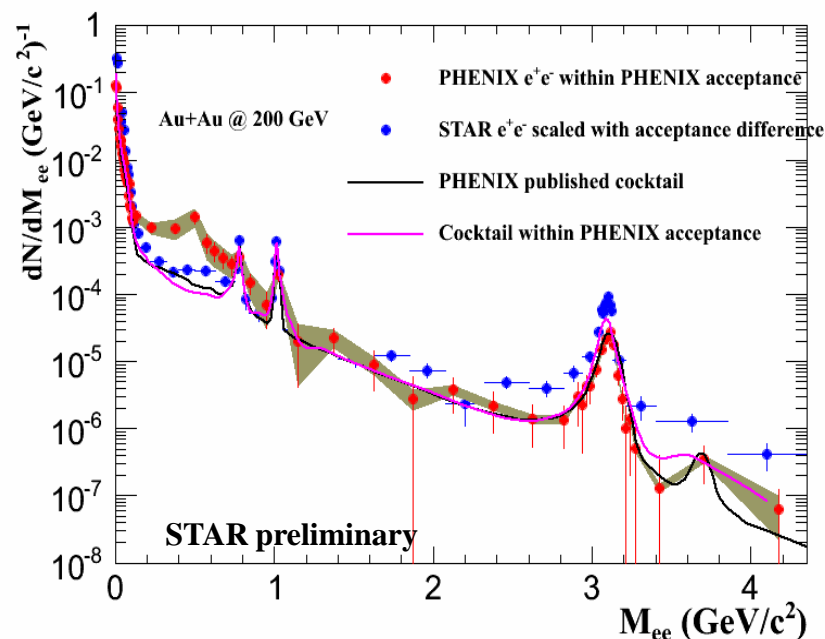 dN/dM_ee (GeV/c²)⁻¹
1
10⁻¹
10⁻²
10⁻³
10⁻⁴
10⁻⁵
10⁻⁶
10⁻⁷
10⁻⁸
PHENIX e⁺e⁻ within PHENIX acceptance
Au+Au @ 200 GeV
STAR e⁺e⁻ scaled with acceptance difference
PHENIX published cocktail
Cocktail within PHENIX acceptance
STAR preliminary
0 1 2 3 4
M_ee (GeV/c²)